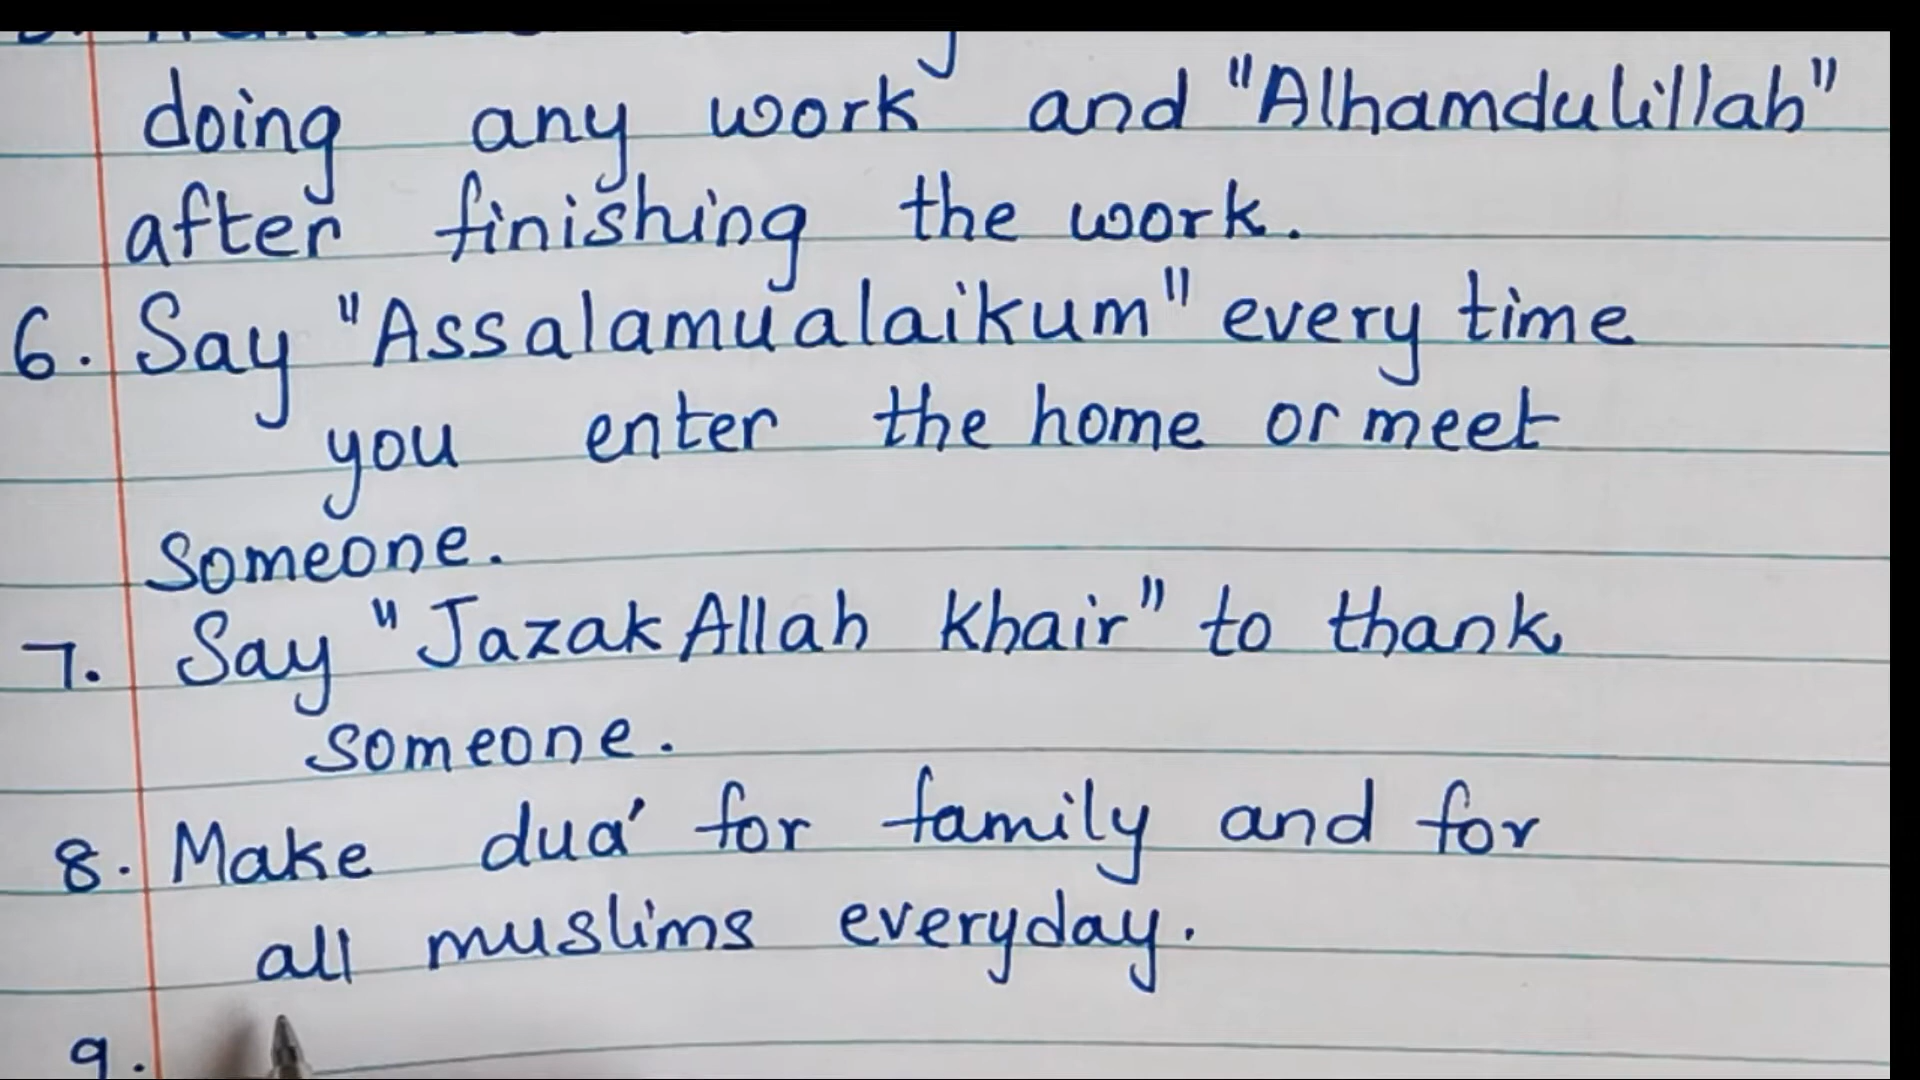 doing any work and "Alhamdulillah"
after finishing the work.
6. Say "Assalamualaikum" every time
you enter the home or meet
someone.
7. Say "Jazak Allah Khair" to thank
someone.
8. Make dua' for family and for
all muslims everyday.
9.